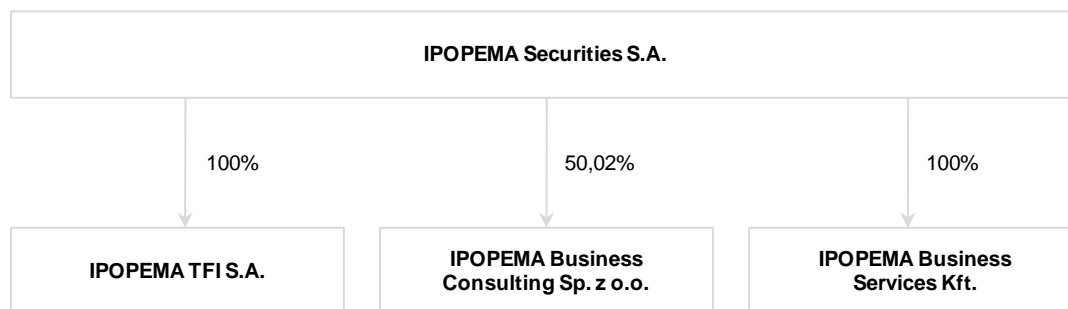 IPOPEMA Securities S.A.
100%
50,02%
100%
IPOPEMA TFI S.A.
IPOPEMA Business
Consulting Sp. z o.o.
IPOPEMA Business
Services Kft.